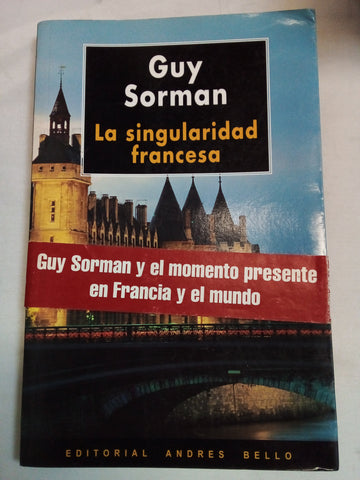 Guy
Sorman
La singularidad
francesa
Guy Sorman y el momento presente
en Francia y el mundo
EDITORIAL ANDRES BELLO